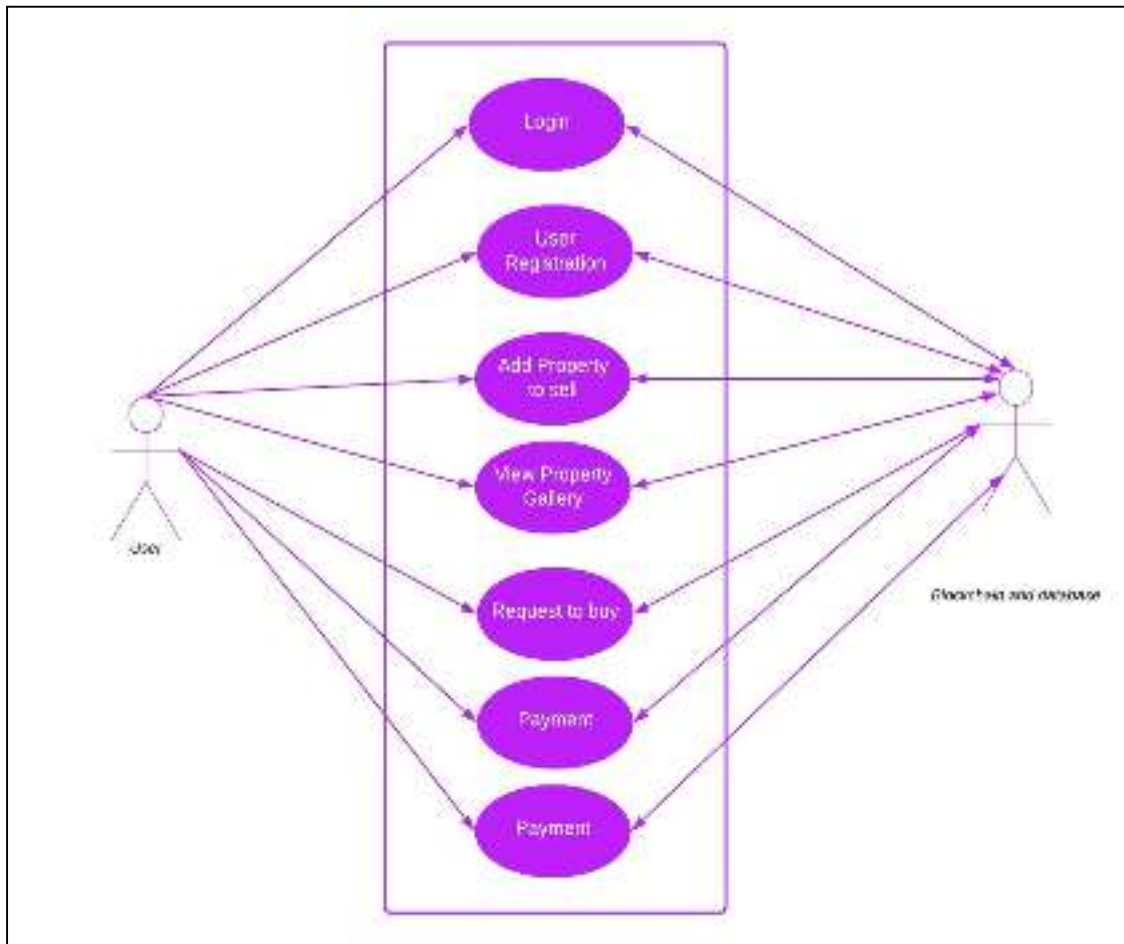 Login
User
Registration
Add Property
to sell
View Property
Gallery
User
Request to buy
Blockchain and database
Payment
Payment